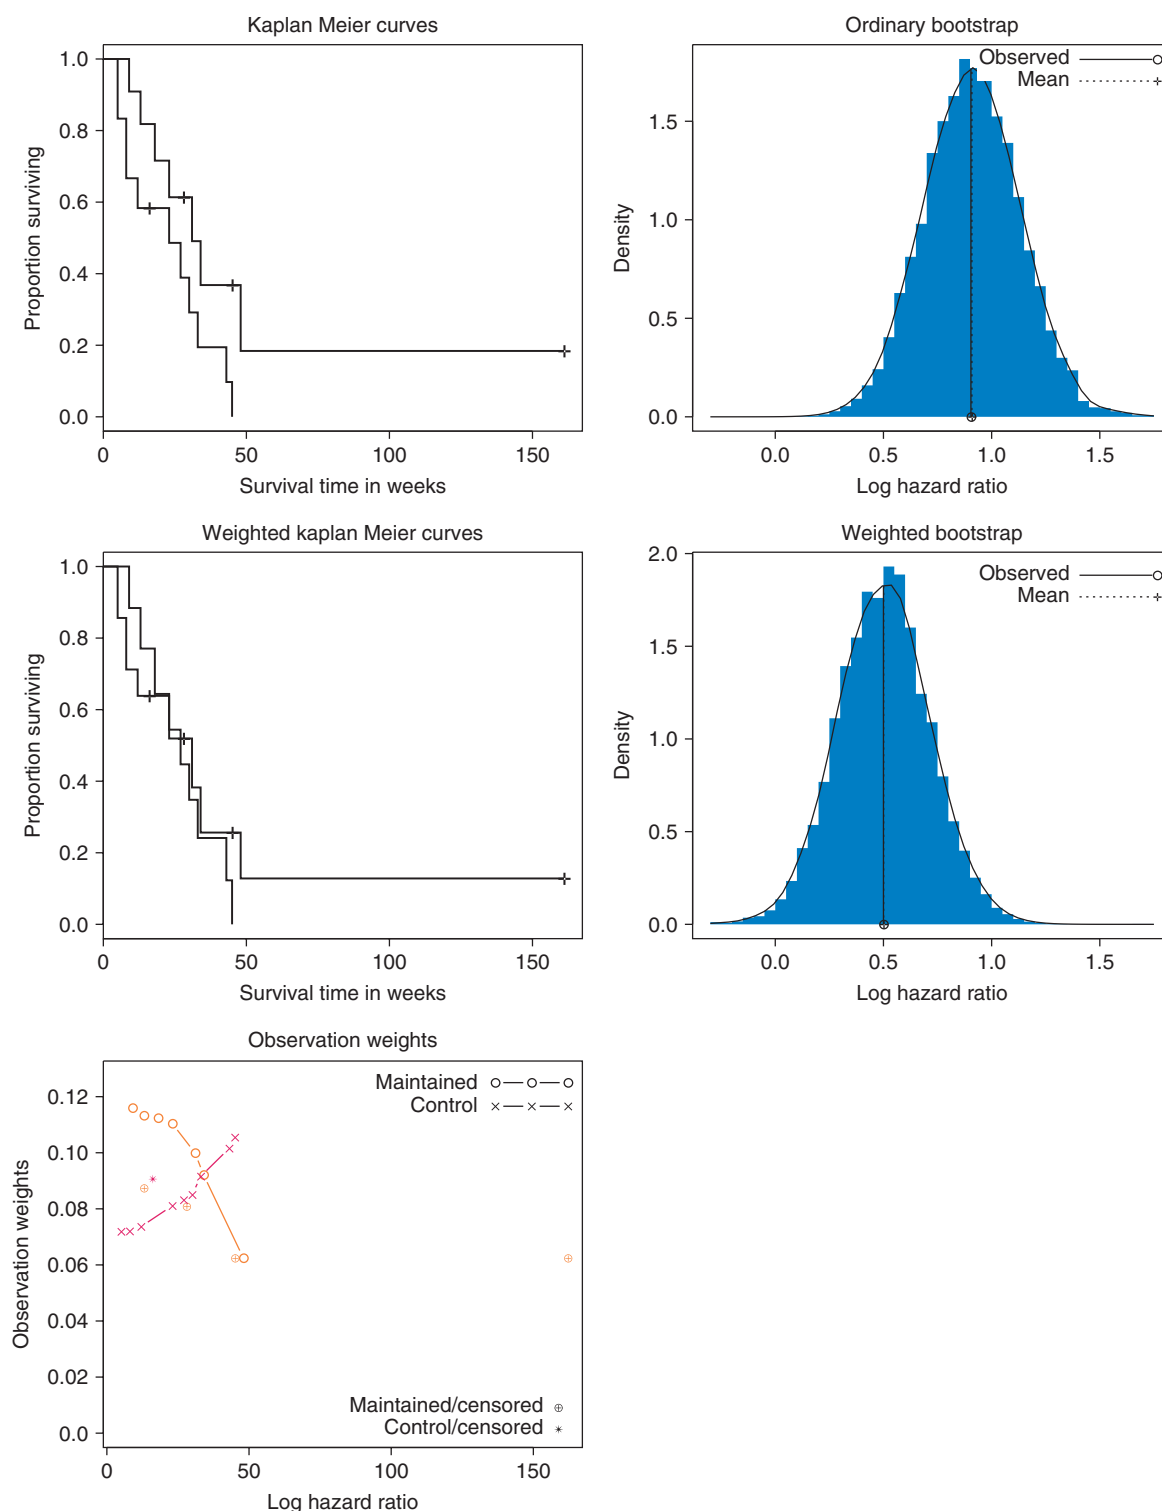 Kaplan Meier curves
Proportion surviving
1.0
0.8
0.6
0.4
0.2
0.0
0 50 100 150
Survival time in weeks
Ordinary bootstrap
Observed
Mean
Density
1.5
1.0
0.5
0.0
0.0 0.5 1.0 1.5
Log hazard ratio
Weighted kaplan Meier curves
Proportion surviving
1.0
0.8
0.6
0.4
0.2
0.0
0 50 100 150
Survival time in weeks
Weighted bootstrap
Observed
Mean
Density
2.0
1.5
1.0
0.5
0.0
0.0 0.5 1.0 1.5
Log hazard ratio
Observation weights
Maintained
Control
Observation weights
0.12
0.10
0.08
0.06
0.04
0.02
0.0
Maintained/censored
Control/censored
0 50 100 150
Log hazard ratio